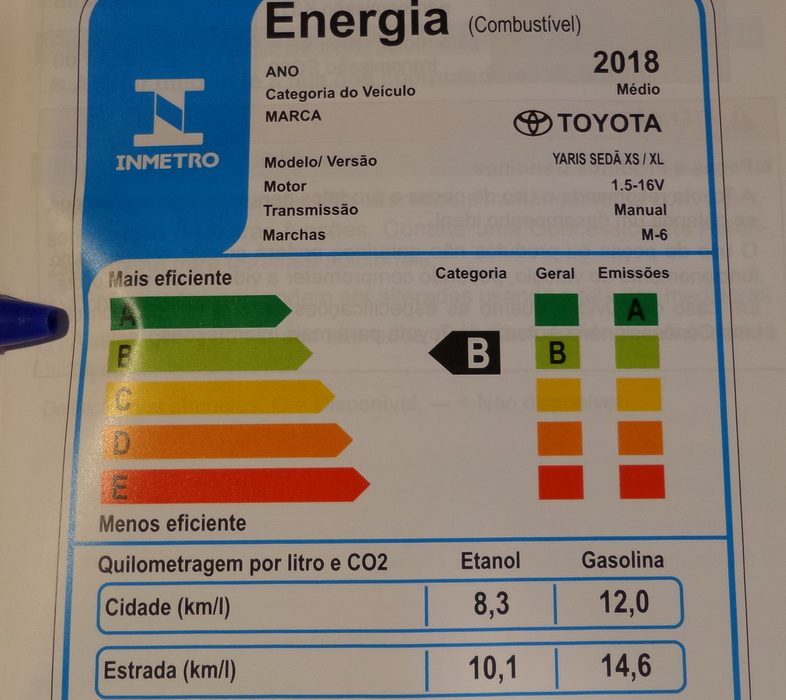 Energia (Combustível)
ANO 2018
Categoria do Veículo Médio
MARCA TOYOTA
INMETRO
Modelo/ Versão YARIS SEDÃ XS / XL
Motor 1.5-16V
Transmissão Manual
Marchas M-6
Mais eficiente Categoria Geral Emissões
A A
B B B
C
D
E
Menos eficiente
Quilometragem por litro e CO2 Etanol Gasolina
Cidade (km/l) 8,3 12,0
Estrada (km/l) 10,1 14,6